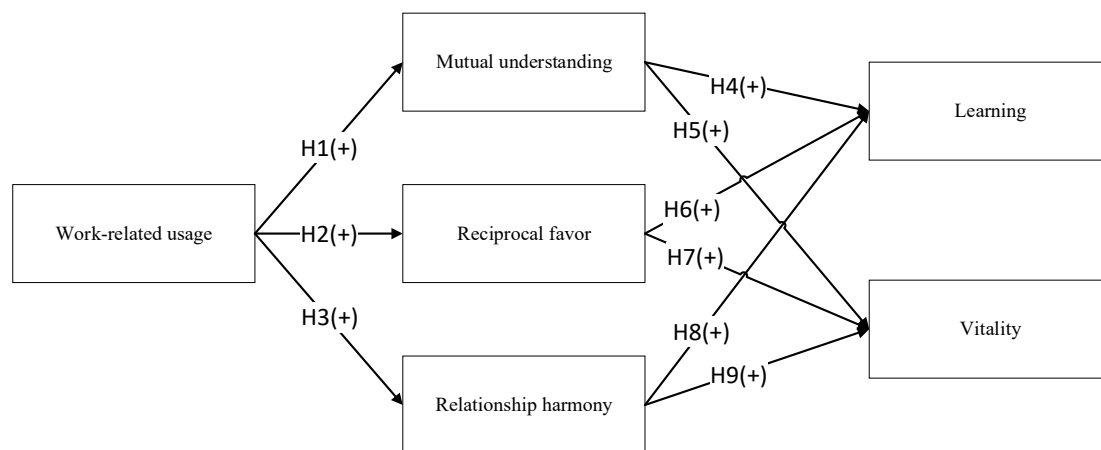 Mutual understanding
H4(+)
Learning
H5(+)
H1(+)
H6(+)
Work-related usage
H2(+)
Reciprocal favor
H7(+)
H3(+)
H8(+)
Vitality
H9(+)
Relationship harmony